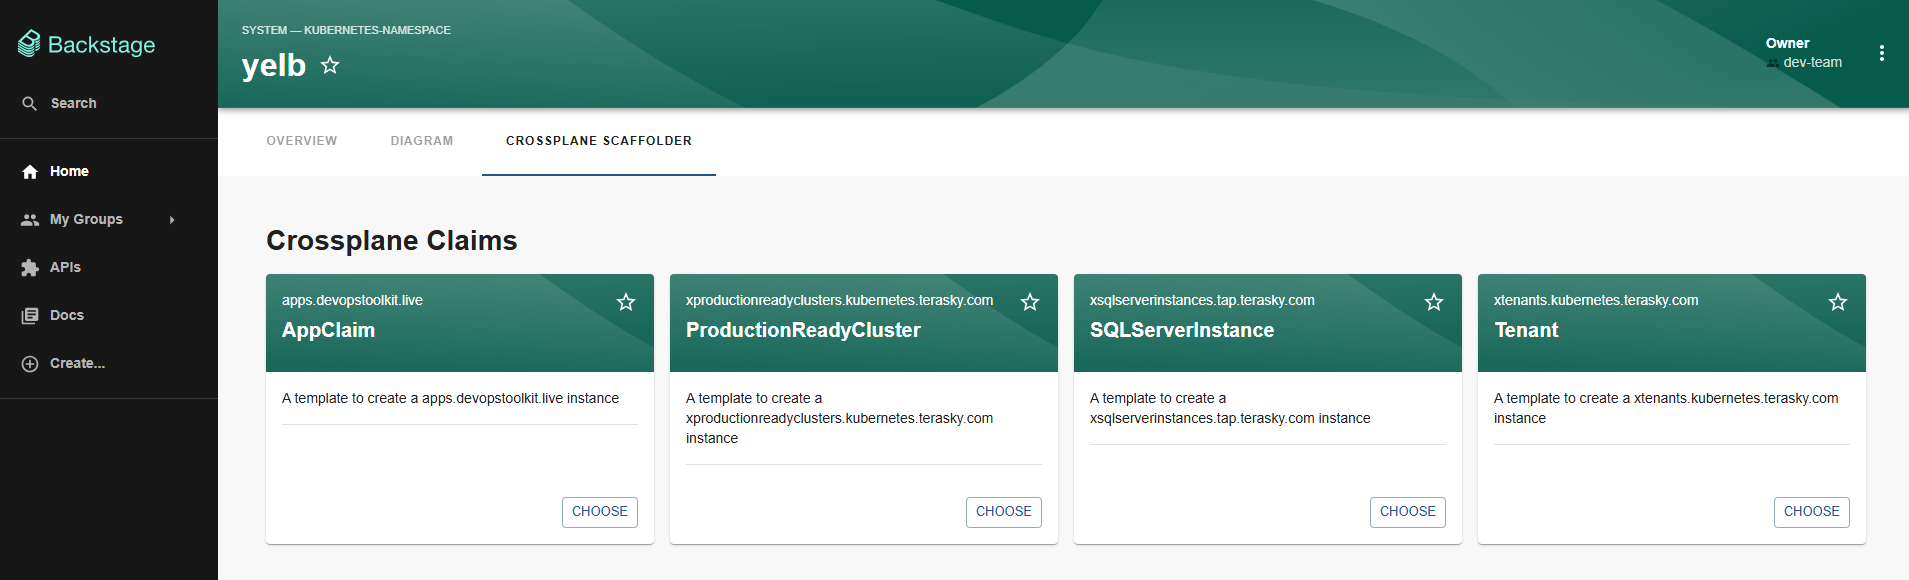 Backstage
Search
Home
My Groups
APIs
Docs
Create...
SYSTEM — KUBERNETES-NAMESPACE
yelb
Owner
dev-team
OVERVIEW
DIAGRAM
CROSSPLANE SCAFFOLDER
Crossplane Claims
apps.devopstoolkit.live
AppClaim
A template to create a apps.devopstoolkit.live instance
CHOOSE
xproductionreadyclusters.kubernetes.terasky.com
ProductionReadyCluster
A template to create a
xproductionreadyclusters.kubernetes.terasky.com
instance
CHOOSE
xsqlserverinstances.tap.terasky.com
SQLServerInstance
A template to create a
xsqlserverinstances.tap.terasky.com instance
CHOOSE
xtenants.kubernetes.terasky.com
Tenant
A template to create a xtenants.kubernetes.terasky.com
instance
CHOOSE